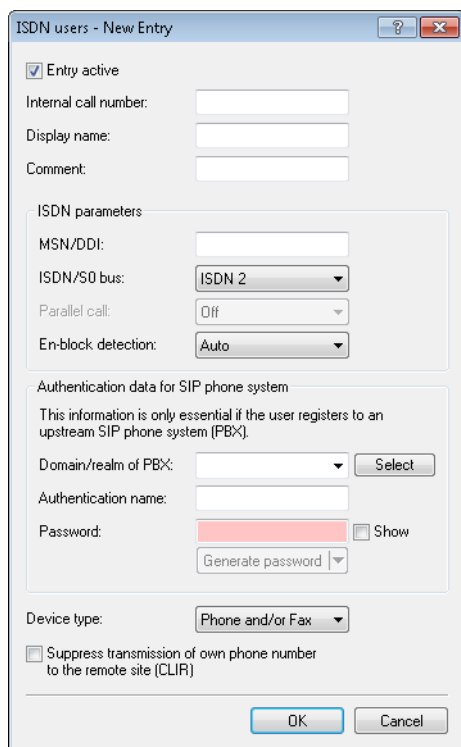 ISDN users - New Entry
Entry active
Internal call number:
Display name:
Comment:
ISDN parameters
MSN/DDI:
ISDN/S0 bus: ISDN 2
Parallel call: Off
En-block detection: Auto
Authentication data for SIP phone system
This information is only essential if the user registers to an
upstream SIP phone system (PBX).
Domain/realm of PBX: Select
Authentication name:
Password: Show
Generate password
Device type: Phone and/or Fax
Suppress transmission of own phone number
to the remote site (CLIR)
OK Cancel